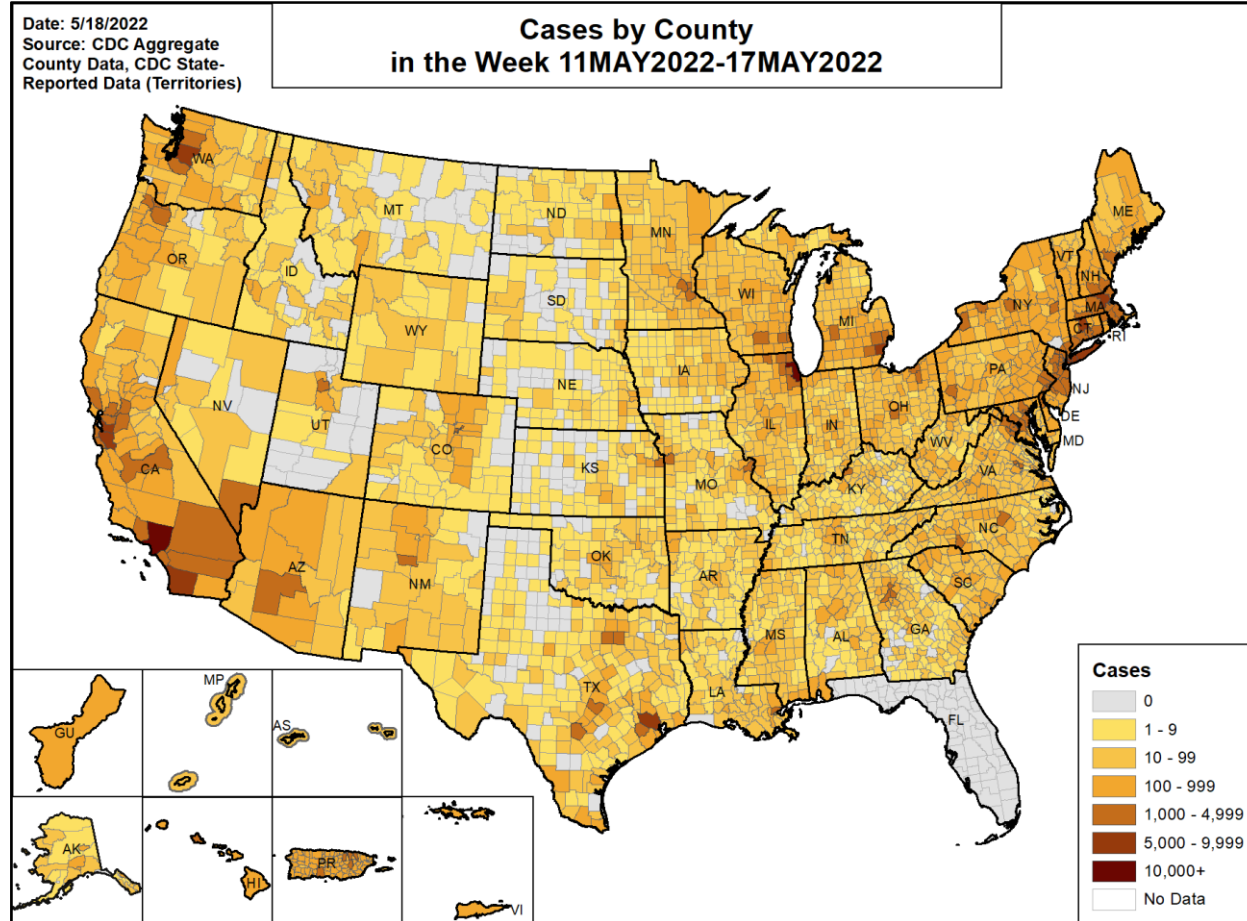 Date: 5/18/2022
Source: CDC Aggregate
County Data, CDC State-
Reported Data (Territories)
Cases by County
in the Week 11MAY2022-17MAY2022
WA
MT
ND
MN
ME
OR
ID
SD
WI
MI
VT
NH
NY
MA
CT
RI
WY
IA
NE
PA
NJ
NV
UT
CO
IL
IN
OH
DE
MD
WV
VA
CA
KS
MO
KY
NC
TN
AZ
NM
OK
AR
SC
MS
AL
GA
TX
LA
FL
GU
MP
AS
AK
HI
PR
VI
Cases
0
1 - 9
10 - 99
100 - 999
1,000 - 4,999
5,000 - 9,999
10,000+
No Data